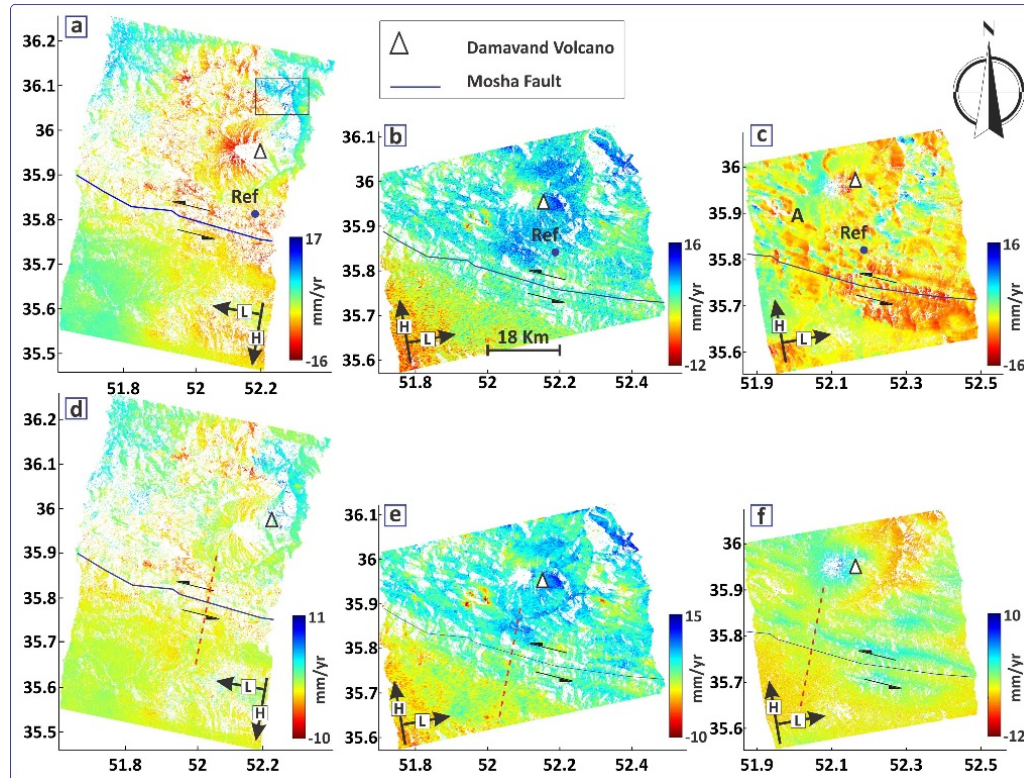 a
36.2
36.1
36
35.9
35.8
35.7
35.6
35.5
51.8
52
52.2
Ref
17
-16
mm/yr
L
H
Damavand Volcano
Mosha Fault
N
b
36.1
36
35.9
35.8
35.7
35.6
51.8
52
52.2
52.4
Ref
18 Km
H
L
16
-12
mm/yr
c
36
35.9
35.8
35.7
35.6
51.9
52.1
52.3
52.5
A
Ref
H
L
16
-16
mm/yr
d
36.2
36.1
36
35.9
35.8
35.7
35.6
35.5
51.8
52
52.2
11
-10
mm/yr
L
H
e
36.1
36
35.9
35.8
35.7
35.6
51.8
52
52.2
52.4
H
L
15
-10
mm/yr
f
36
35.9
35.8
35.7
35.6
51.9
52.1
52.3
52.5
H
L
10
-12
mm/yr